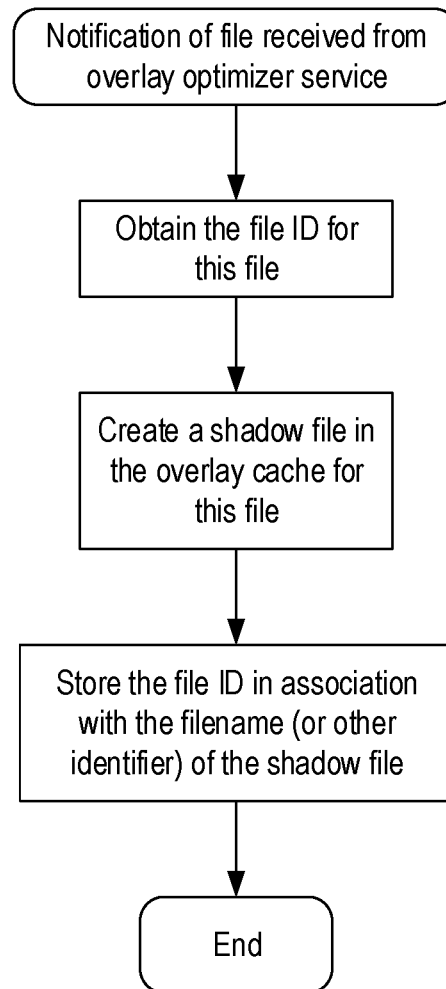 Notification of file received from
overlay optimizer service
Obtain the file ID for
this file
Create a shadow file in
the overlay cache for
this file
Store the file ID in association
with the filename (or other
identifier) of the shadow file
End